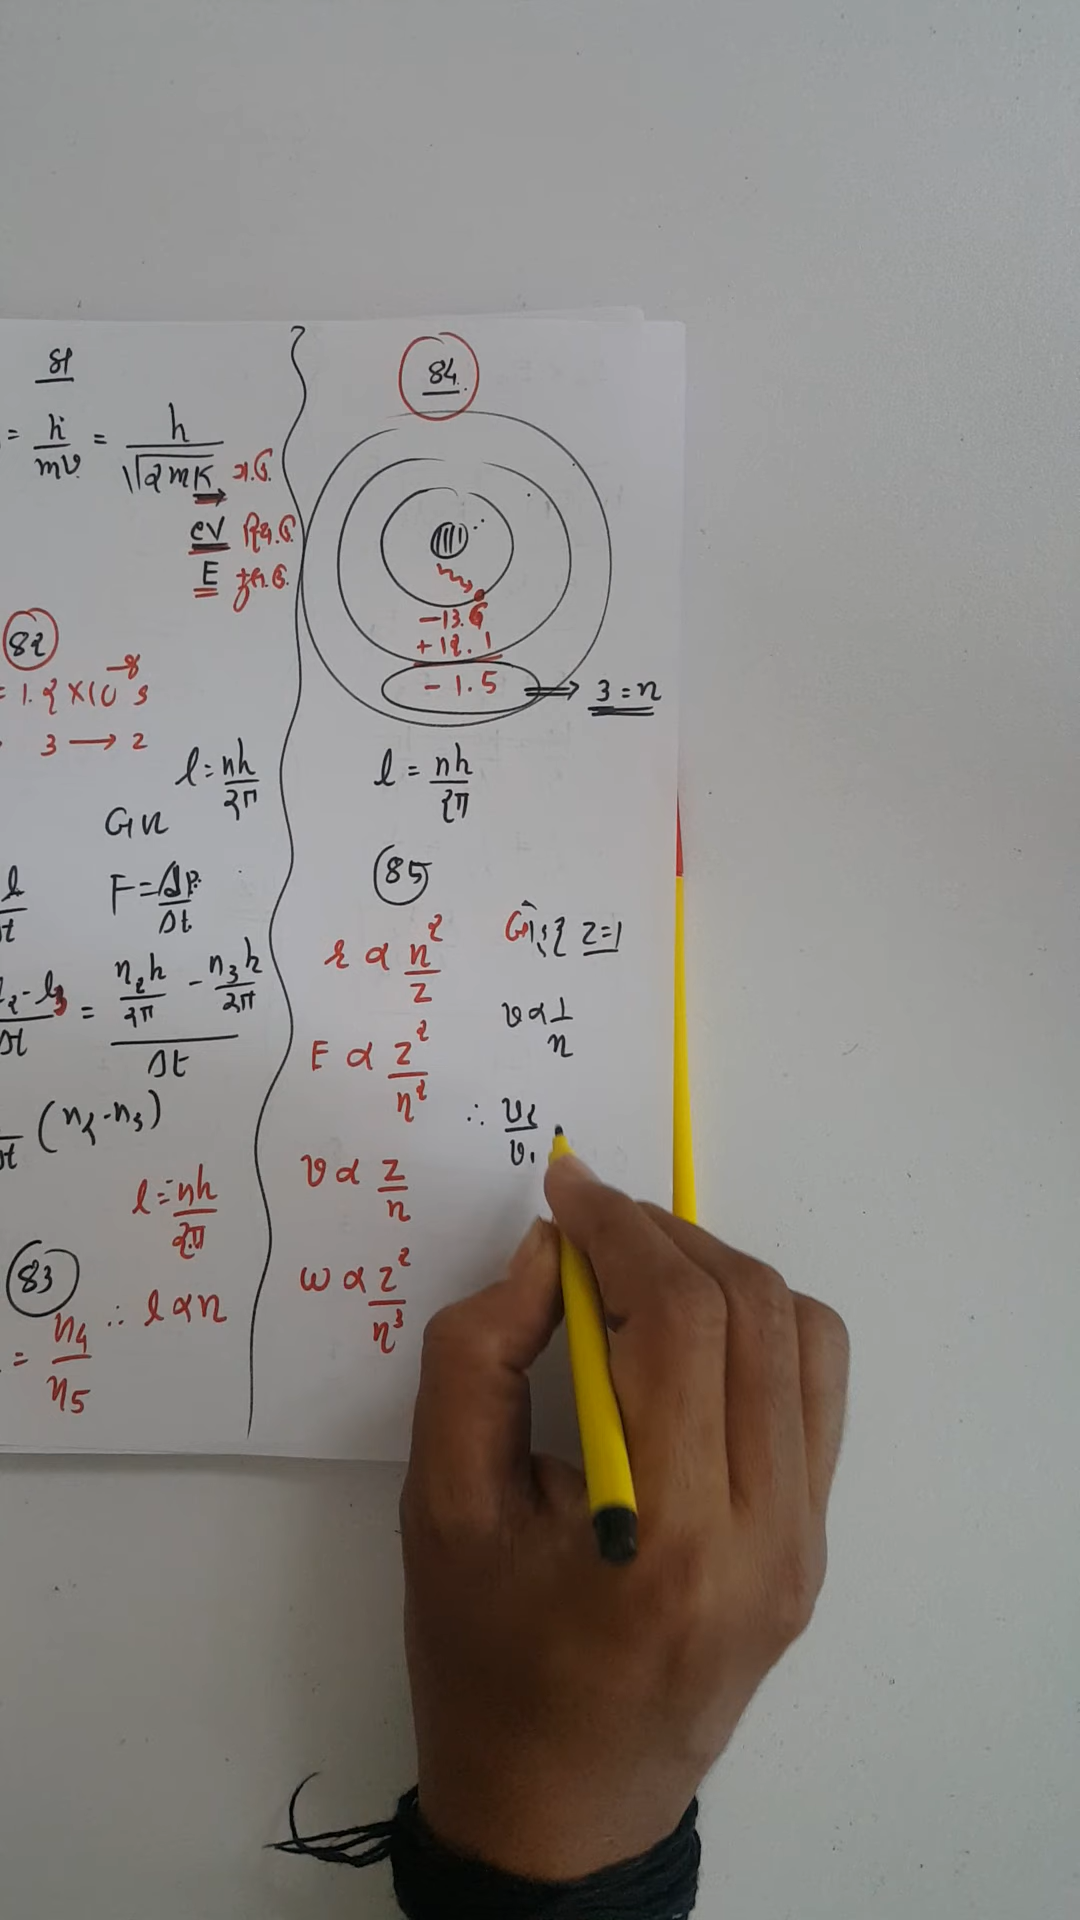 81
= h/mv = h/√2mK
eV
E
82
= 1.2 × 10⁻⁸ s
3 → 2
l = nh/2π
Gn
F = Δp/Δt
= (n₂h/2π - n₃h/2π)/Δt
(n₂ - n₃)
l = nh/2π
83
∴ l ∝ n
= n₄/n₅
84
-13.6
+12.1
-1.5 ⇒ 3 = n
l = nh/2π
85
r ∝ n²/z
z=1
E ∝ z²/n²
v ∝ 1/n
v ∝ z/n
∴ v₂/v₁
ω ∝ z²/n³